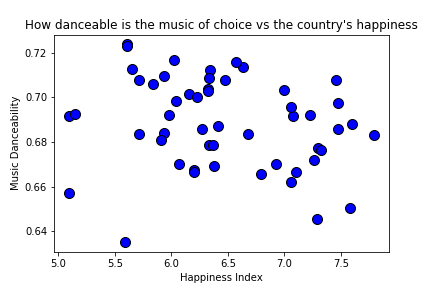 How danceable is the music of choice vs the country's happiness
0.72
0.70
0.68
0.66
0.64
Music Danceability
5.0 5.5 6.0 6.5 7.0 7.5
Happiness Index